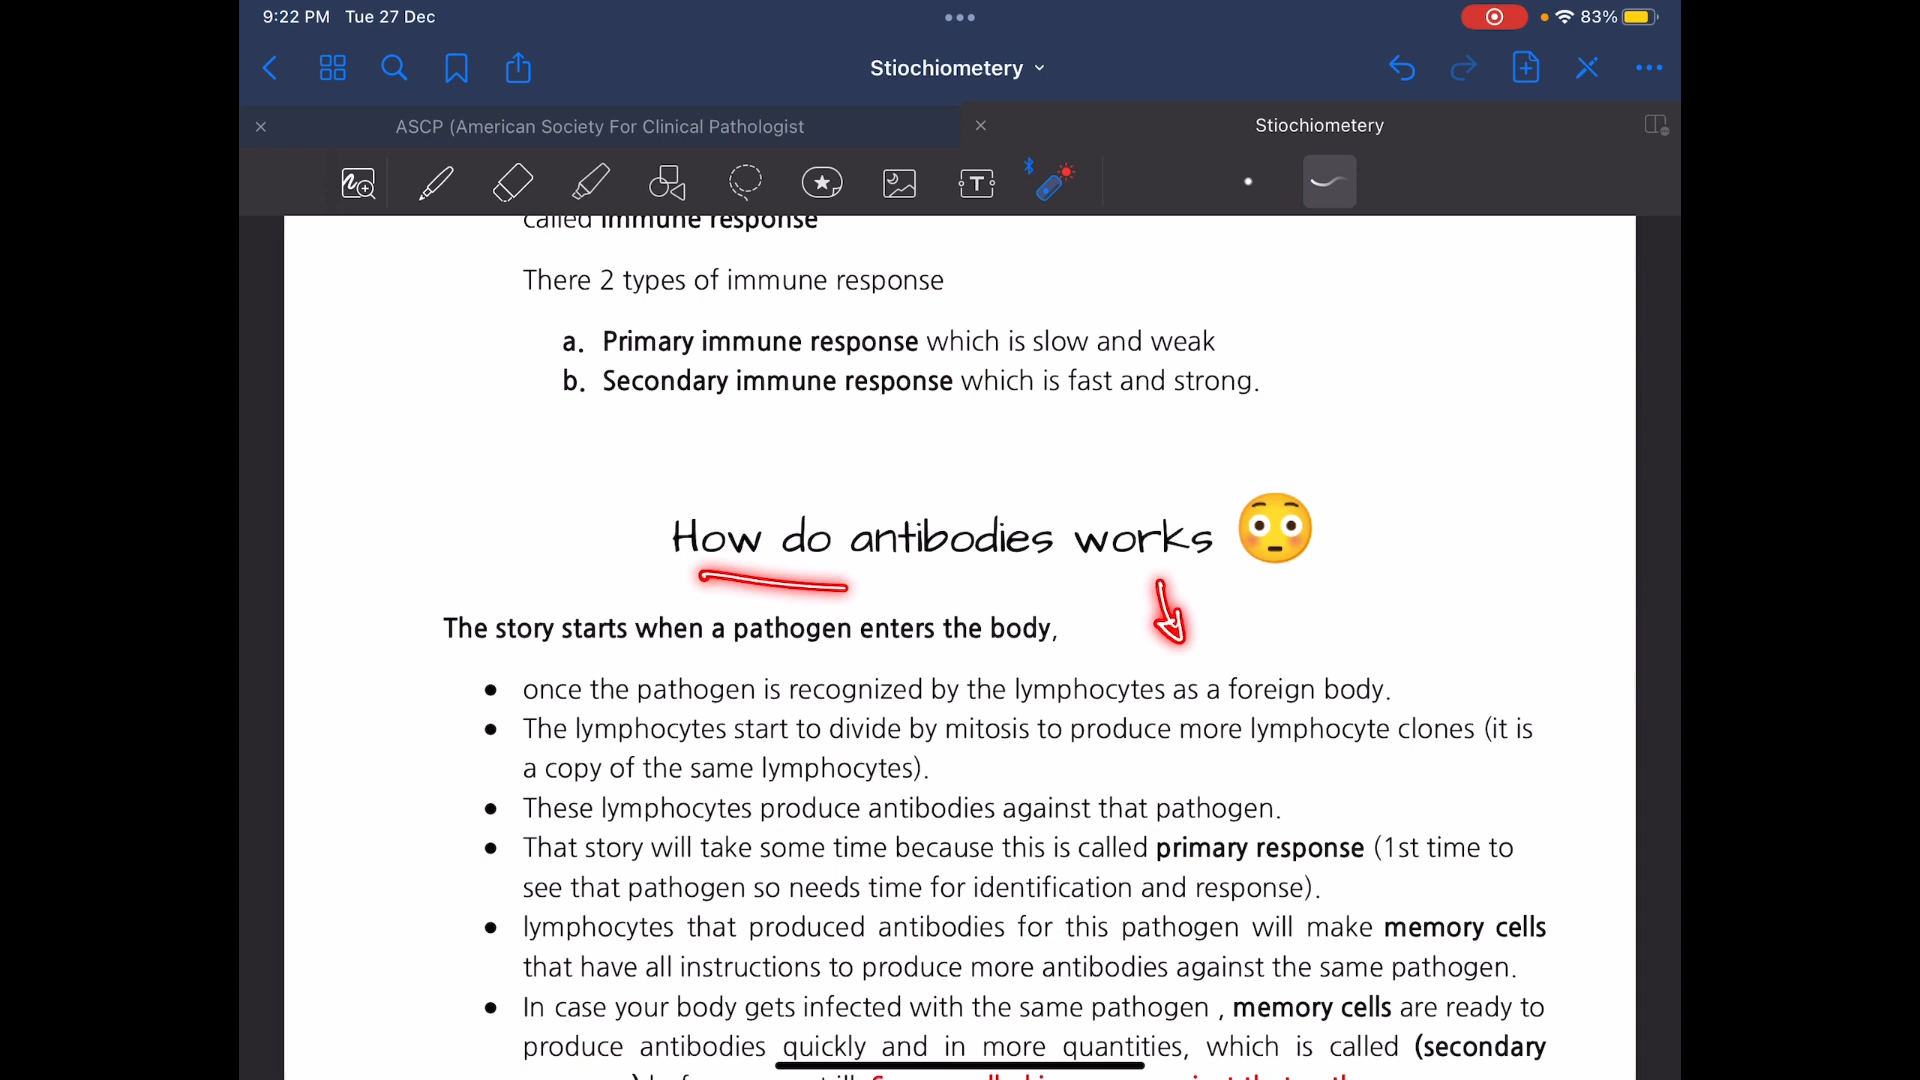 9:22 PM Tue 27 Dec
83%
Stiochiometery
ASCP (American Society For Clinical Pathologist
Stiochiometery
called immune response
There 2 types of immune response
a. Primary immune response which is slow and weak
b. Secondary immune response which is fast and strong.
How do antibodies works
The story starts when a pathogen enters the body,
• once the pathogen is recognized by the lymphocytes as a foreign body.
• The lymphocytes start to divide by mitosis to produce more lymphocyte clones (it is
a copy of the same lymphocytes).
• These lymphocytes produce antibodies against that pathogen.
• That story will take some time because this is called primary response (1st time to
see that pathogen so needs time for identification and response).
• lymphocytes that produced antibodies for this pathogen will make memory cells
that have all instructions to produce more antibodies against the same pathogen.
• In case your body gets infected with the same pathogen , memory cells are ready to
produce antibodies quickly and in more quantities, which is called (secondary